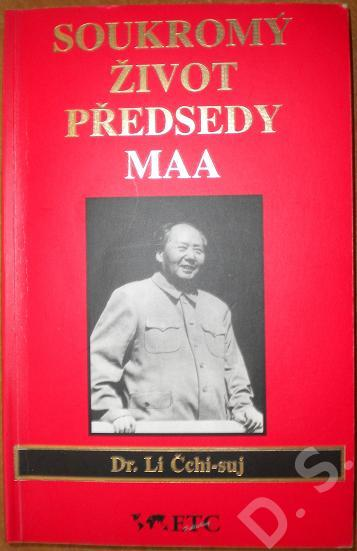 SOUKROMÝ
ŽIVOT
PŘEDSEDY
MAA
Dr. Li Čchi-suj
ETC
D. S.